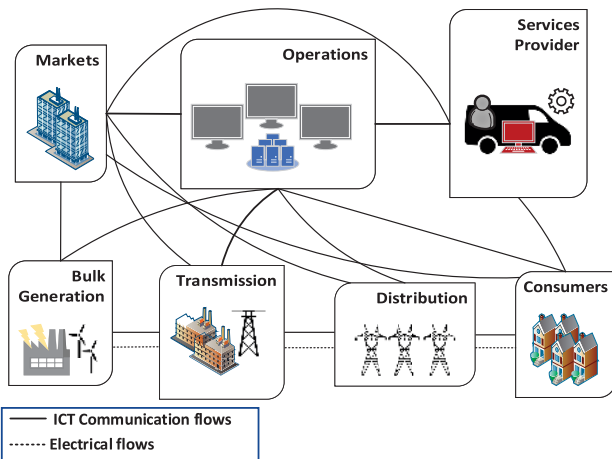 Markets
Operations
Services
Provider
Bulk
Generation
Transmission
Distribution
Consumers
ICT Communication flows
Electrical flows